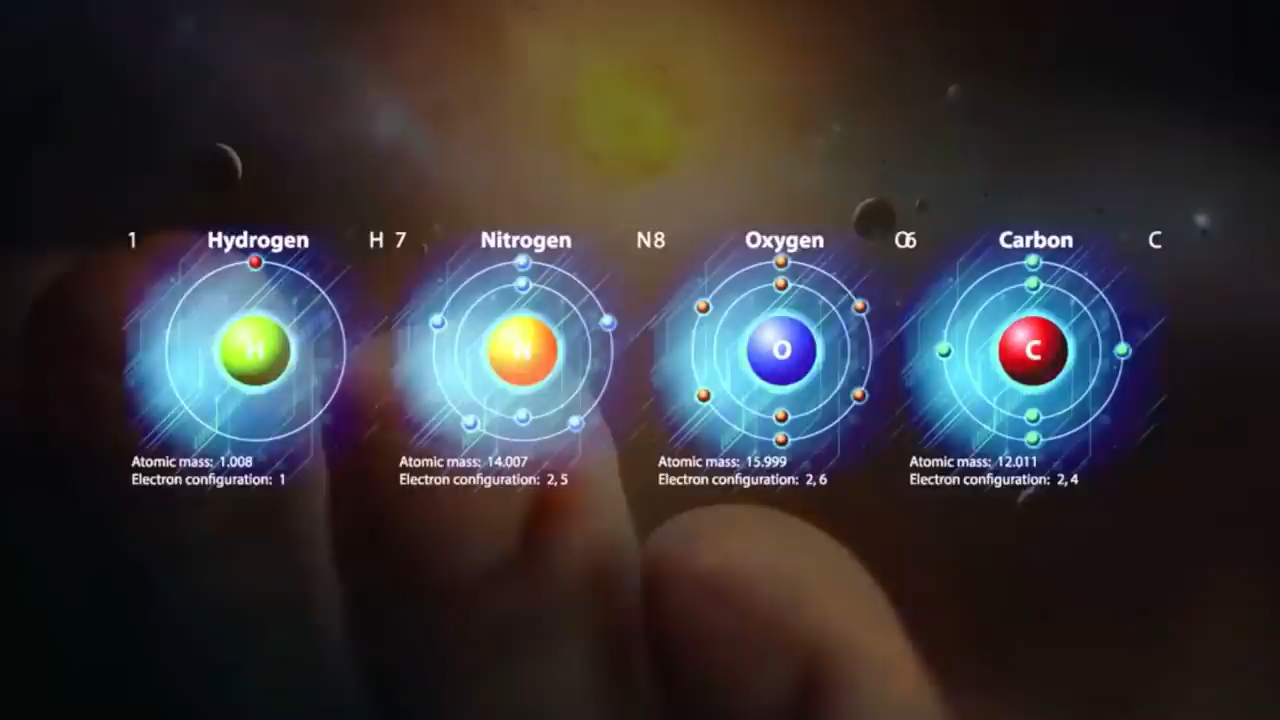 1 Hydrogen H
H
Atomic mass: 1.008
Electron configuration: 1
7 Nitrogen N
N
Atomic mass: 14.007
Electron configuration: 2, 5
8 Oxygen O
O
Atomic mass: 15.999
Electron configuration: 2, 6
6 Carbon C
C
Atomic mass: 12.011
Electron configuration: 2, 4